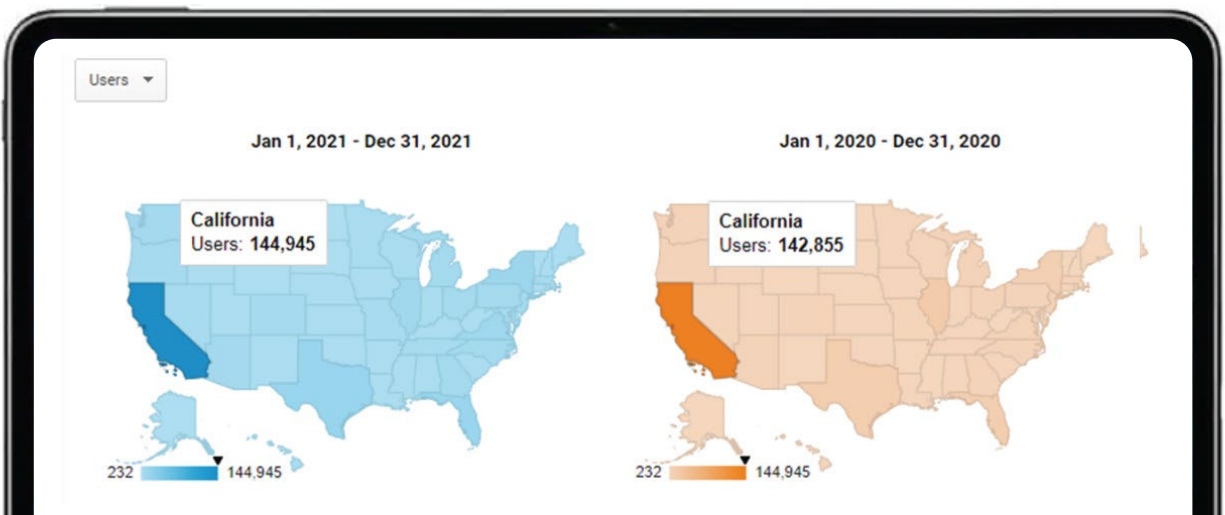 Users
Jan 1, 2021 - Dec 31, 2021
California
Users: 144,945
232 144,945
Jan 1, 2020 - Dec 31, 2020
California
Users: 142,855
232 144,945